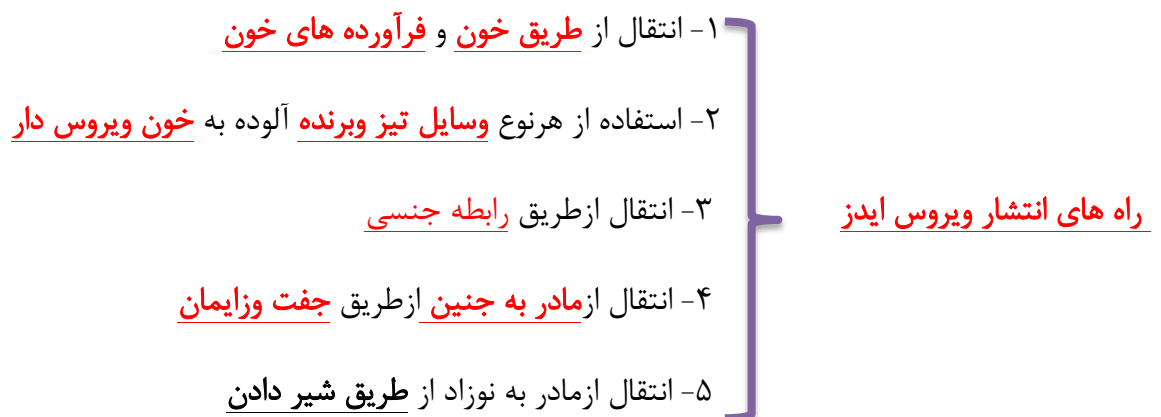 راه های انتشار ویروس ایدز
۱- انتقال از طریق خون و فرآورده های خون
۲- استفاده از هرنوع وسایل تیز وبرنده آلوده به خون ویروس دار
۳- انتقال ازطریق رابطه جنسی
۴- انتقال ازمادر به جنین ازطریق جفت وزایمان
۵- انتقال ازمادر به نوزاد از طریق شیر دادن